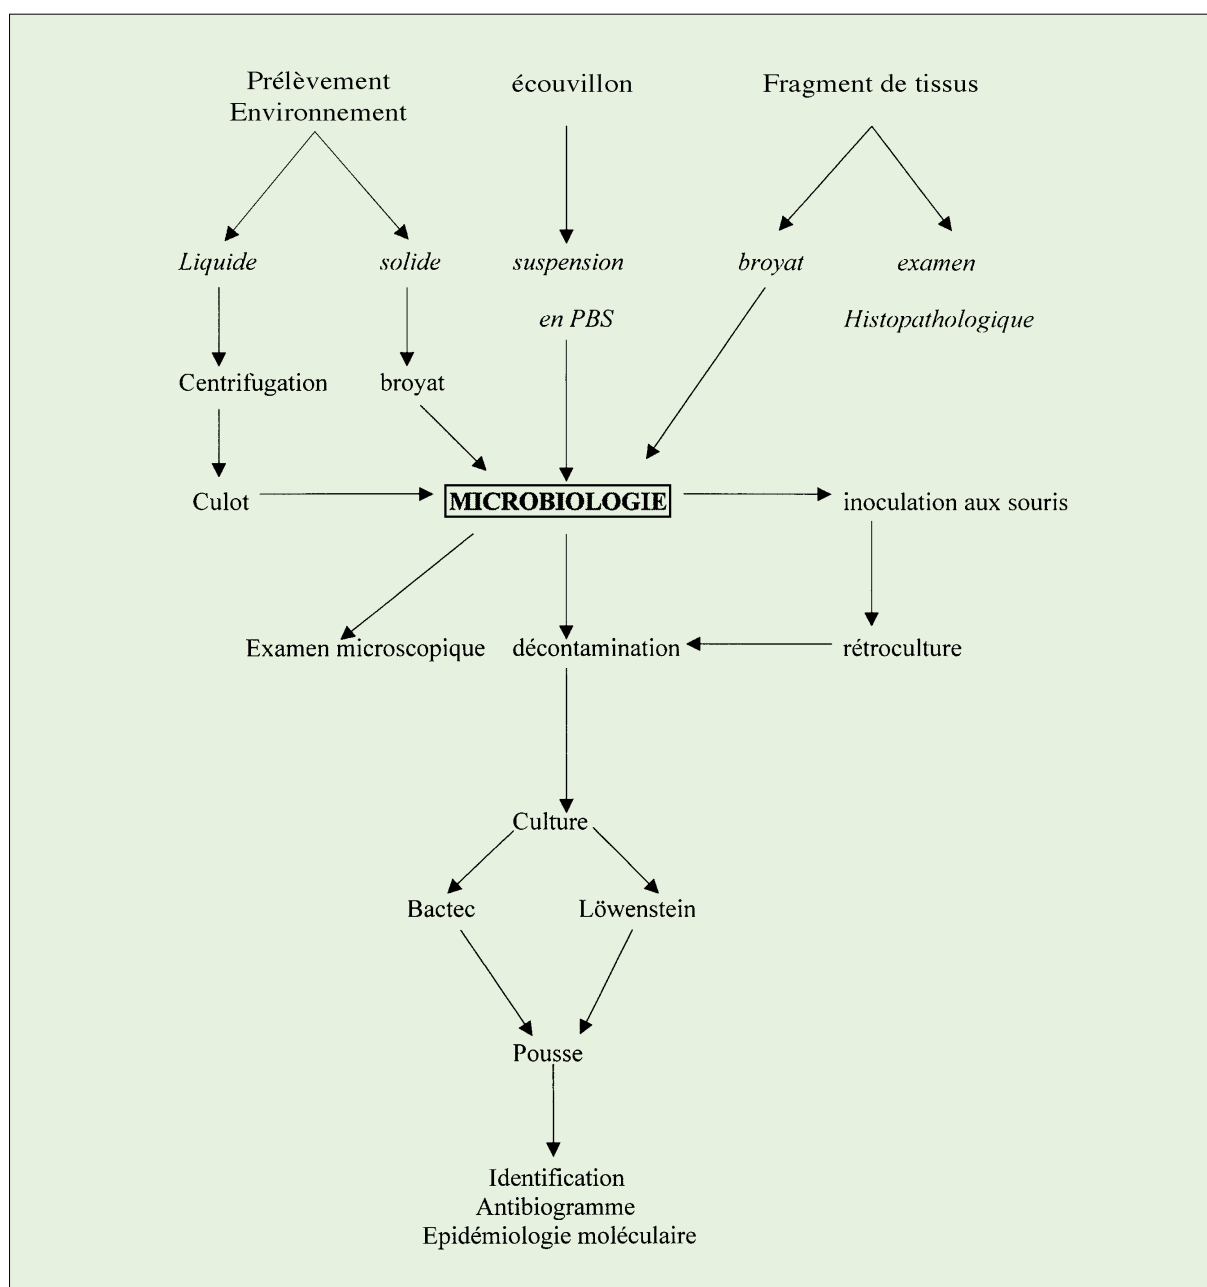 Prélèvement
Environnement
écouvillon
Fragment de tissus
Liquide
solide
suspension
en PBS
broyat
examen
Histopathologique
Centrifugation
broyat
Culot
MICROBIOLOGIE
inoculation aux souris
Examen microscopique
décontamination
rétroculture
Culture
Bactec
Löwenstein
Pousse
Identification
Antibiogramme
Epidémiologie moléculaire